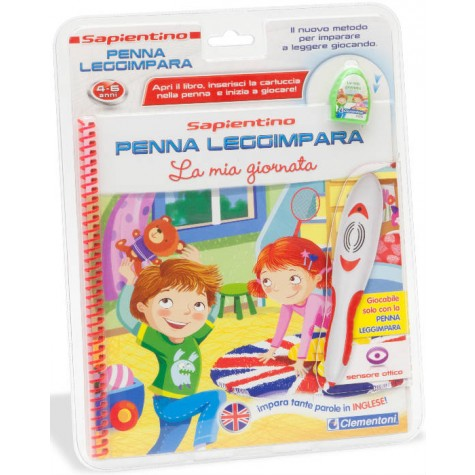 Sapientino
PENNA
LEGGIMPARA
4-6
anni
Il nuovo metodo
per imparare
a leggere giocando.
Apri il libro, inserisci la cartuccia
nella penna e inizia a giocare!
Sapientino
PENNA LEGGIMPARA
La mia giornata
Giocabile
solo con la
PENNA
LEGGIMPARA
sensore ottico
impara tante parole in INGLESE!
Clementoni